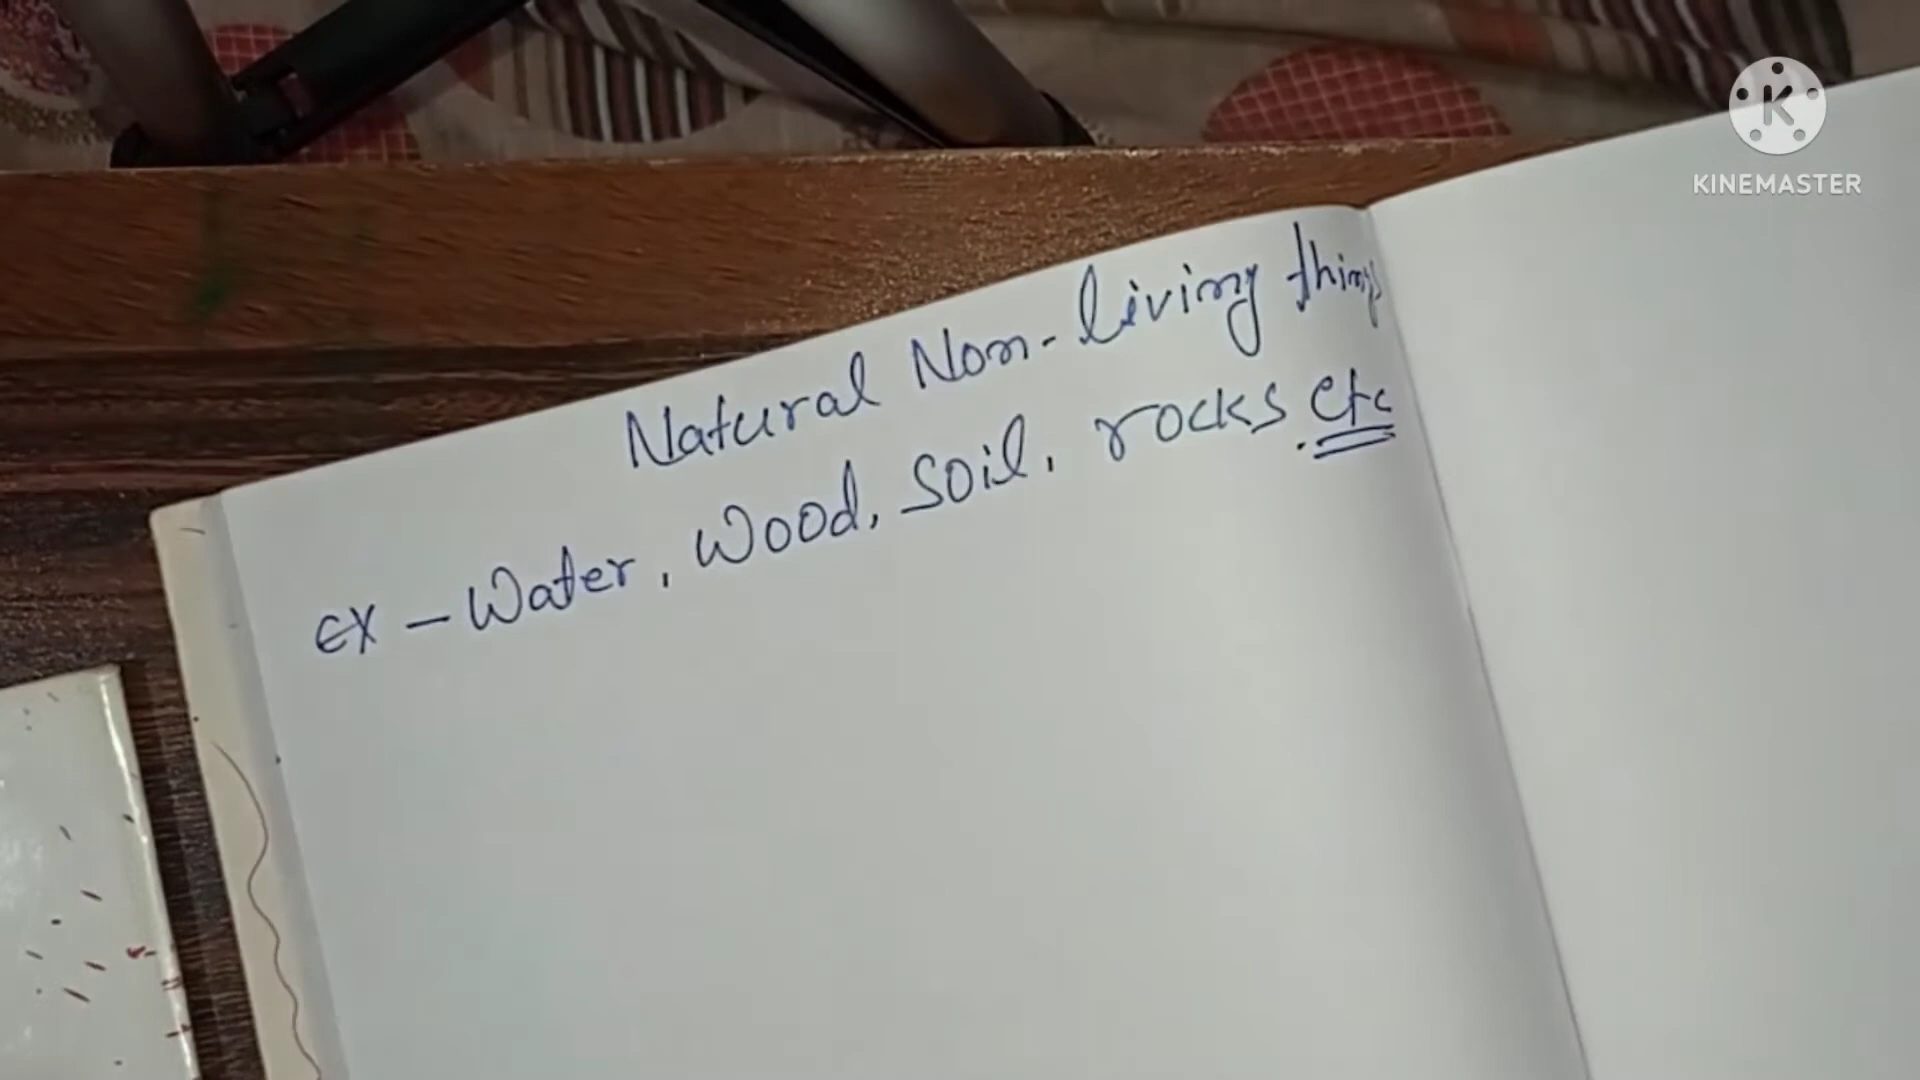 KINEMASTER
Natural Non-living things
Ex - Water, Wood, Soil, rocks etc